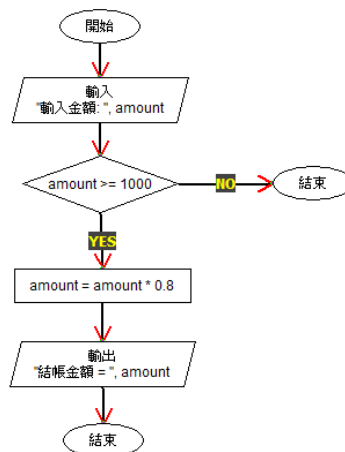 開始
輸入
"輸入金額: ", amount
amount >= 1000
NO
結束
YES
amount = amount * 0.8
輸出
"結帳金額 = ", amount
結束